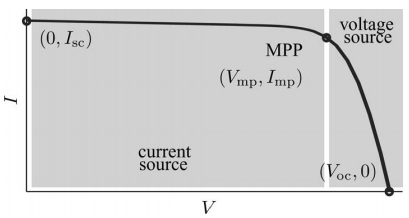 voltage
source
(0, I_sc)
MPP
(V_mp, I_mp)
I
current
source
(V_oc, 0)
V